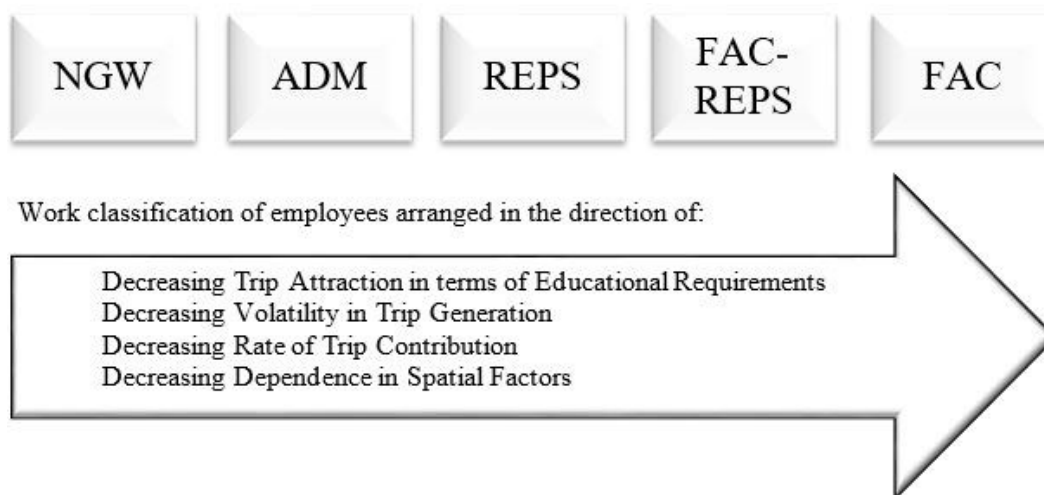 NGW
ADM
REPS
FAC-
REPS
FAC
Work classification of employees arranged in the direction of:
Decreasing Trip Attraction in terms of Educational Requirements
Decreasing Volatility in Trip Generation
Decreasing Rate of Trip Contribution
Decreasing Dependence in Spatial Factors